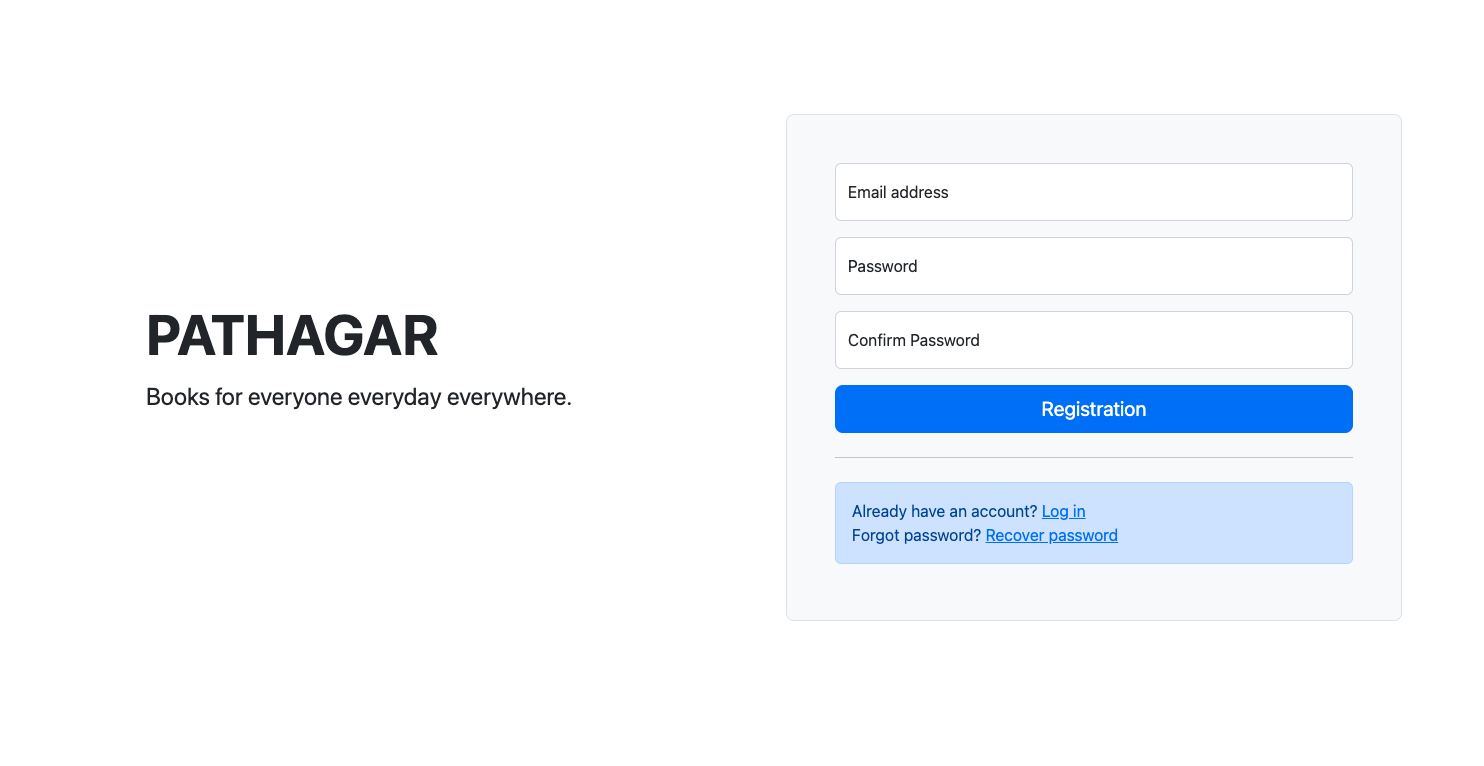 PATHAGAR
Books for everyone everyday everywhere.
Email address
Password
Confirm Password
Registration
Already have an account? Log in
Forgot password? Recover password